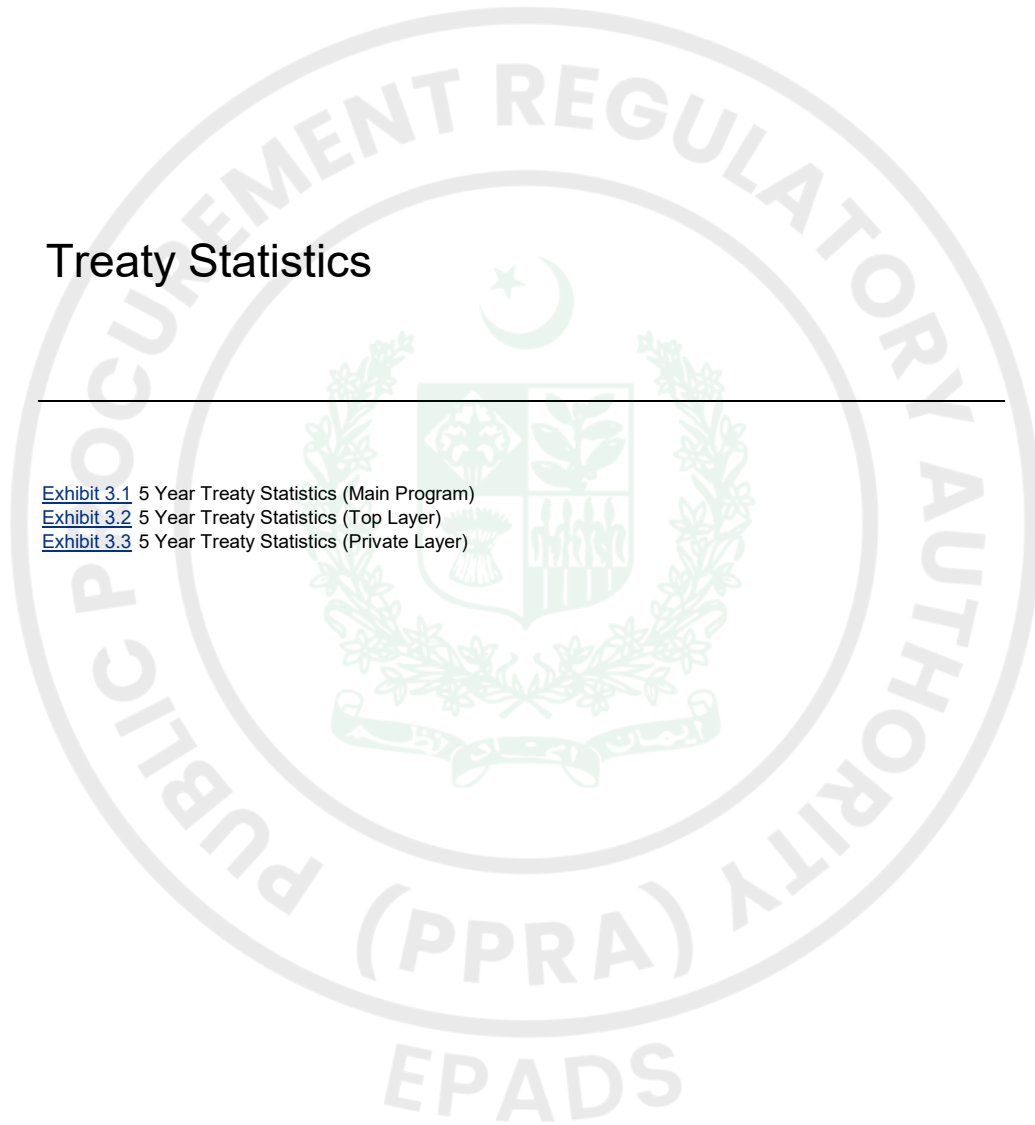 PUBLIC PROCUREMENT REGULATORY AUTHORITY
Treaty Statistics
Exhibit 3.1 5 Year Treaty Statistics (Main Program)
Exhibit 3.2 5 Year Treaty Statistics (Top Layer)
Exhibit 3.3 5 Year Treaty Statistics (Private Layer)
(PPRA)
EPADS